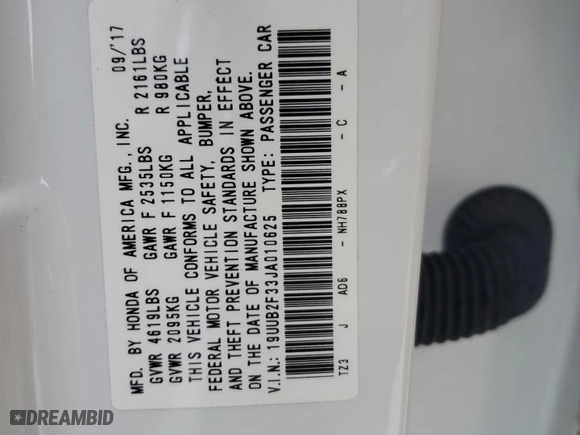 MFD. BY HONDA OF AMERICA MFG., INC. 09/'17
GVWR 4619LBS GAWR F 2535LBS R 2161LBS
GVWR 2095KG GAWR F 1150KG R 980KG
THIS VEHICLE CONFORMS TO ALL APPLICABLE
FEDERAL MOTOR VEHICLE SAFETY, BUMPER,
AND THEFT PREVENTION STANDARDS IN EFFECT
ON THE DATE OF MANUFACTURE SHOWN ABOVE.
V.I.N.: 19UUB2F33JA010625 TYPE: PASSENGER CAR
TZ3 J AD6 - NH788PX - C - A
DREAMBID